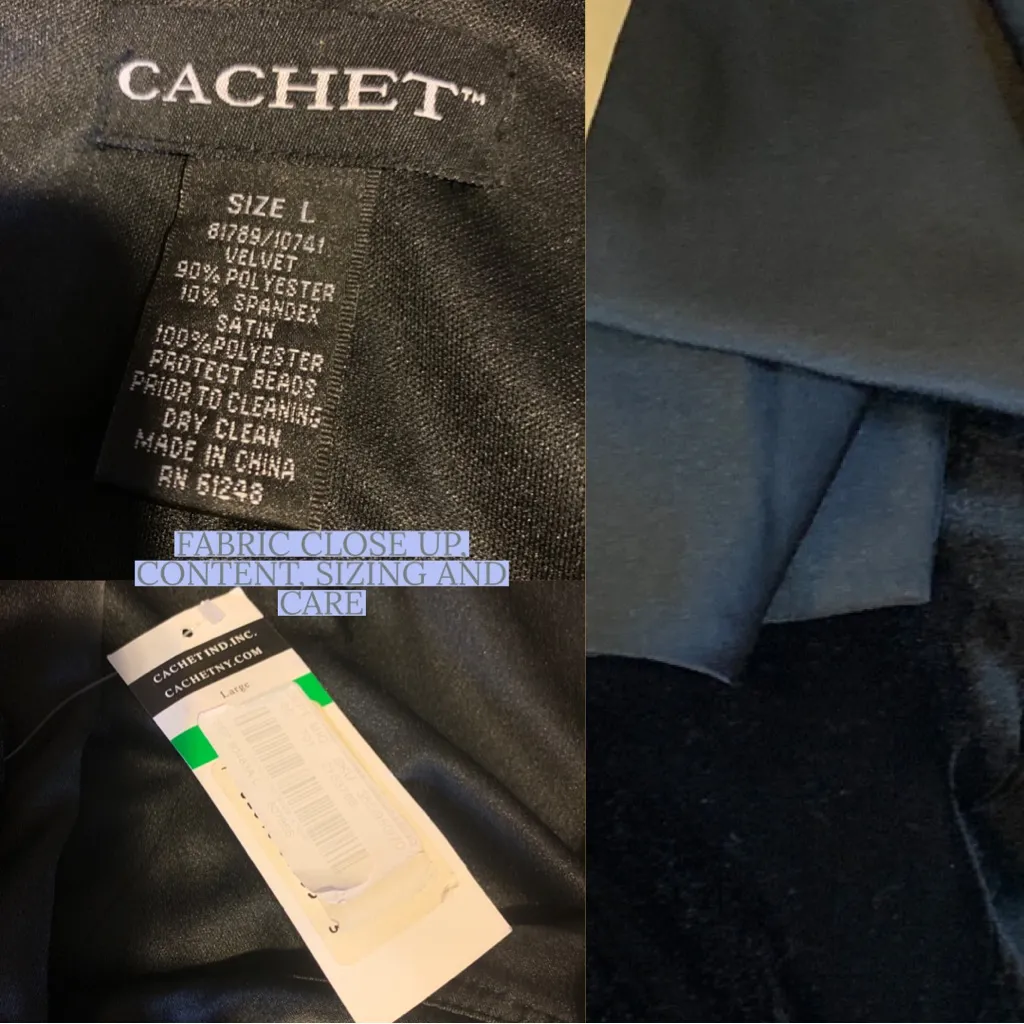 CACHET™
SIZE L
81789/10741
VELVET
90% POLYESTER
10% SPANDEX
SATIN
100%POLYESTER
PROTECT BEADS
PRIOR TO CLEANING
DRY CLEAN
MADE IN CHINA
RN 61248
FABRIC CLOSE UP,
CONTENT, SIZING AND
CARE
CACHET IND.INC.
CACHETNY.COM
Large